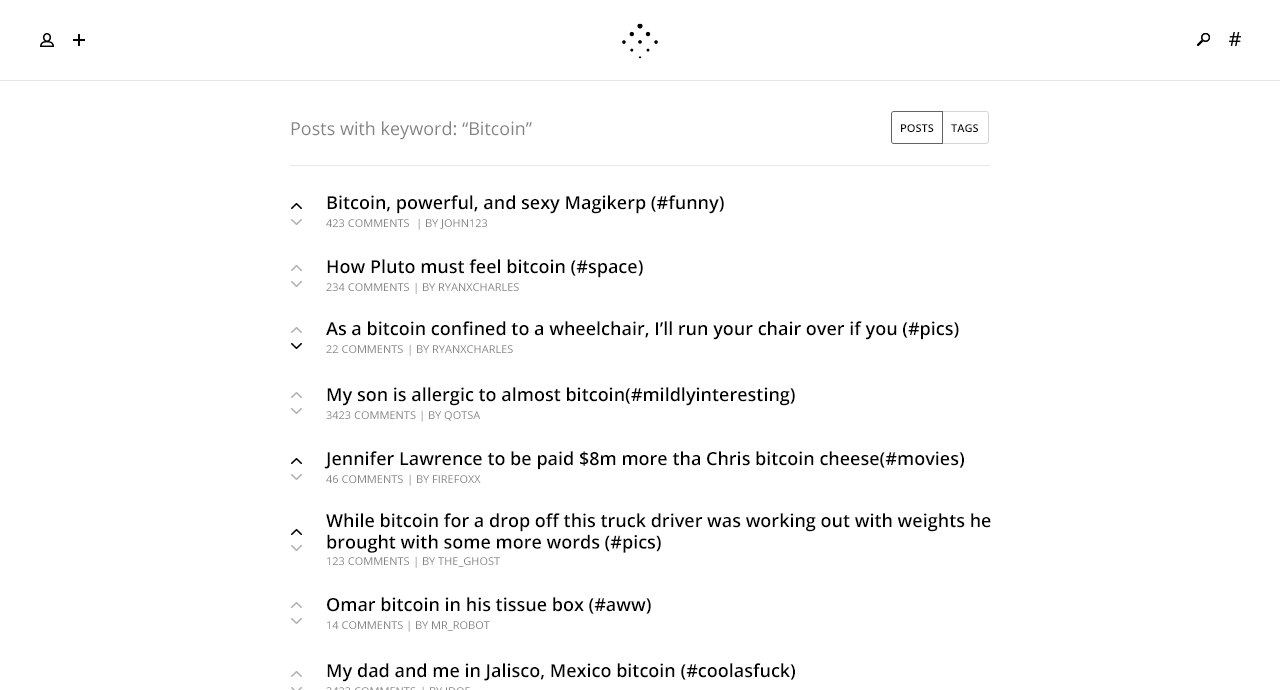 #
Posts with keyword: “Bitcoin”
POSTS TAGS
Bitcoin, powerful, and sexy Magikerp (#funny)
423 COMMENTS | BY JOHN123
How Pluto must feel bitcoin (#space)
234 COMMENTS | BY RYANXCHARLES
As a bitcoin confined to a wheelchair, I’ll run your chair over if you (#pics)
22 COMMENTS | BY RYANXCHARLES
My son is allergic to almost bitcoin(#mildlyinteresting)
3423 COMMENTS | BY QOTSA
Jennifer Lawrence to be paid $8m more tha Chris bitcoin cheese(#movies)
46 COMMENTS | BY FIREFOXX
While bitcoin for a drop off this truck driver was working out with weights he
brought with some more words (#pics)
123 COMMENTS | BY THE_GHOST
Omar bitcoin in his tissue box (#aww)
14 COMMENTS | BY MR_ROBOT
My dad and me in Jalisco, Mexico bitcoin (#coolasfuck)